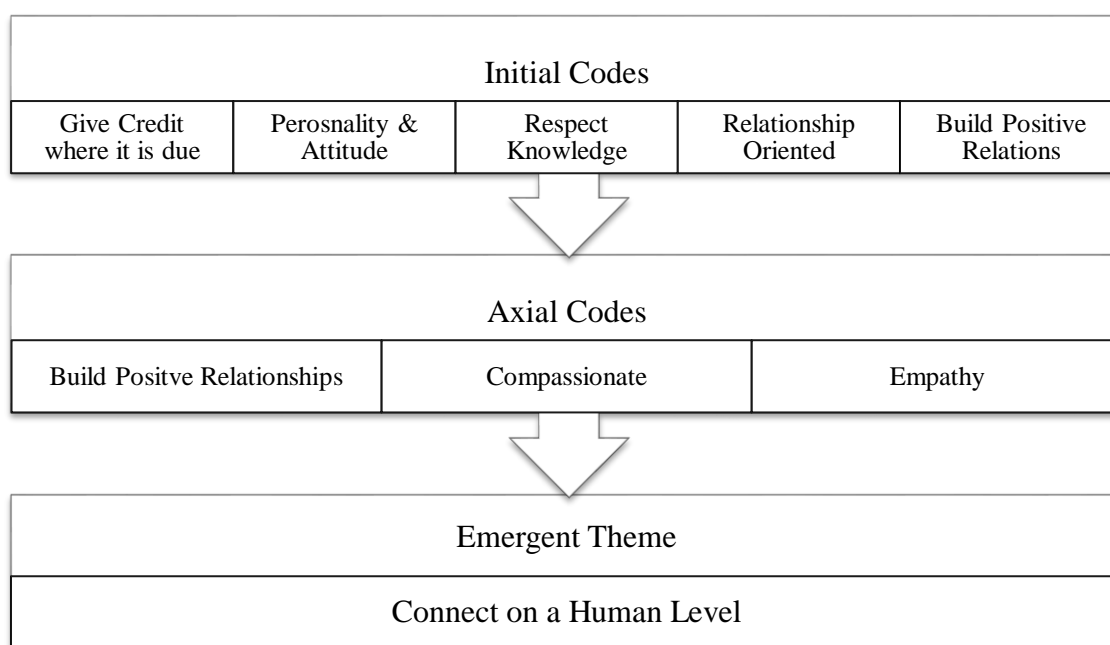 Initial Codes
Give Credit
where it is due
Perosnality &
Attitude
Respect
Knowledge
Relationship
Oriented
Build Positive
Relations
Axial Codes
Build Positve Relationships
Compassionate
Empathy
Emergent Theme
Connect on a Human Level